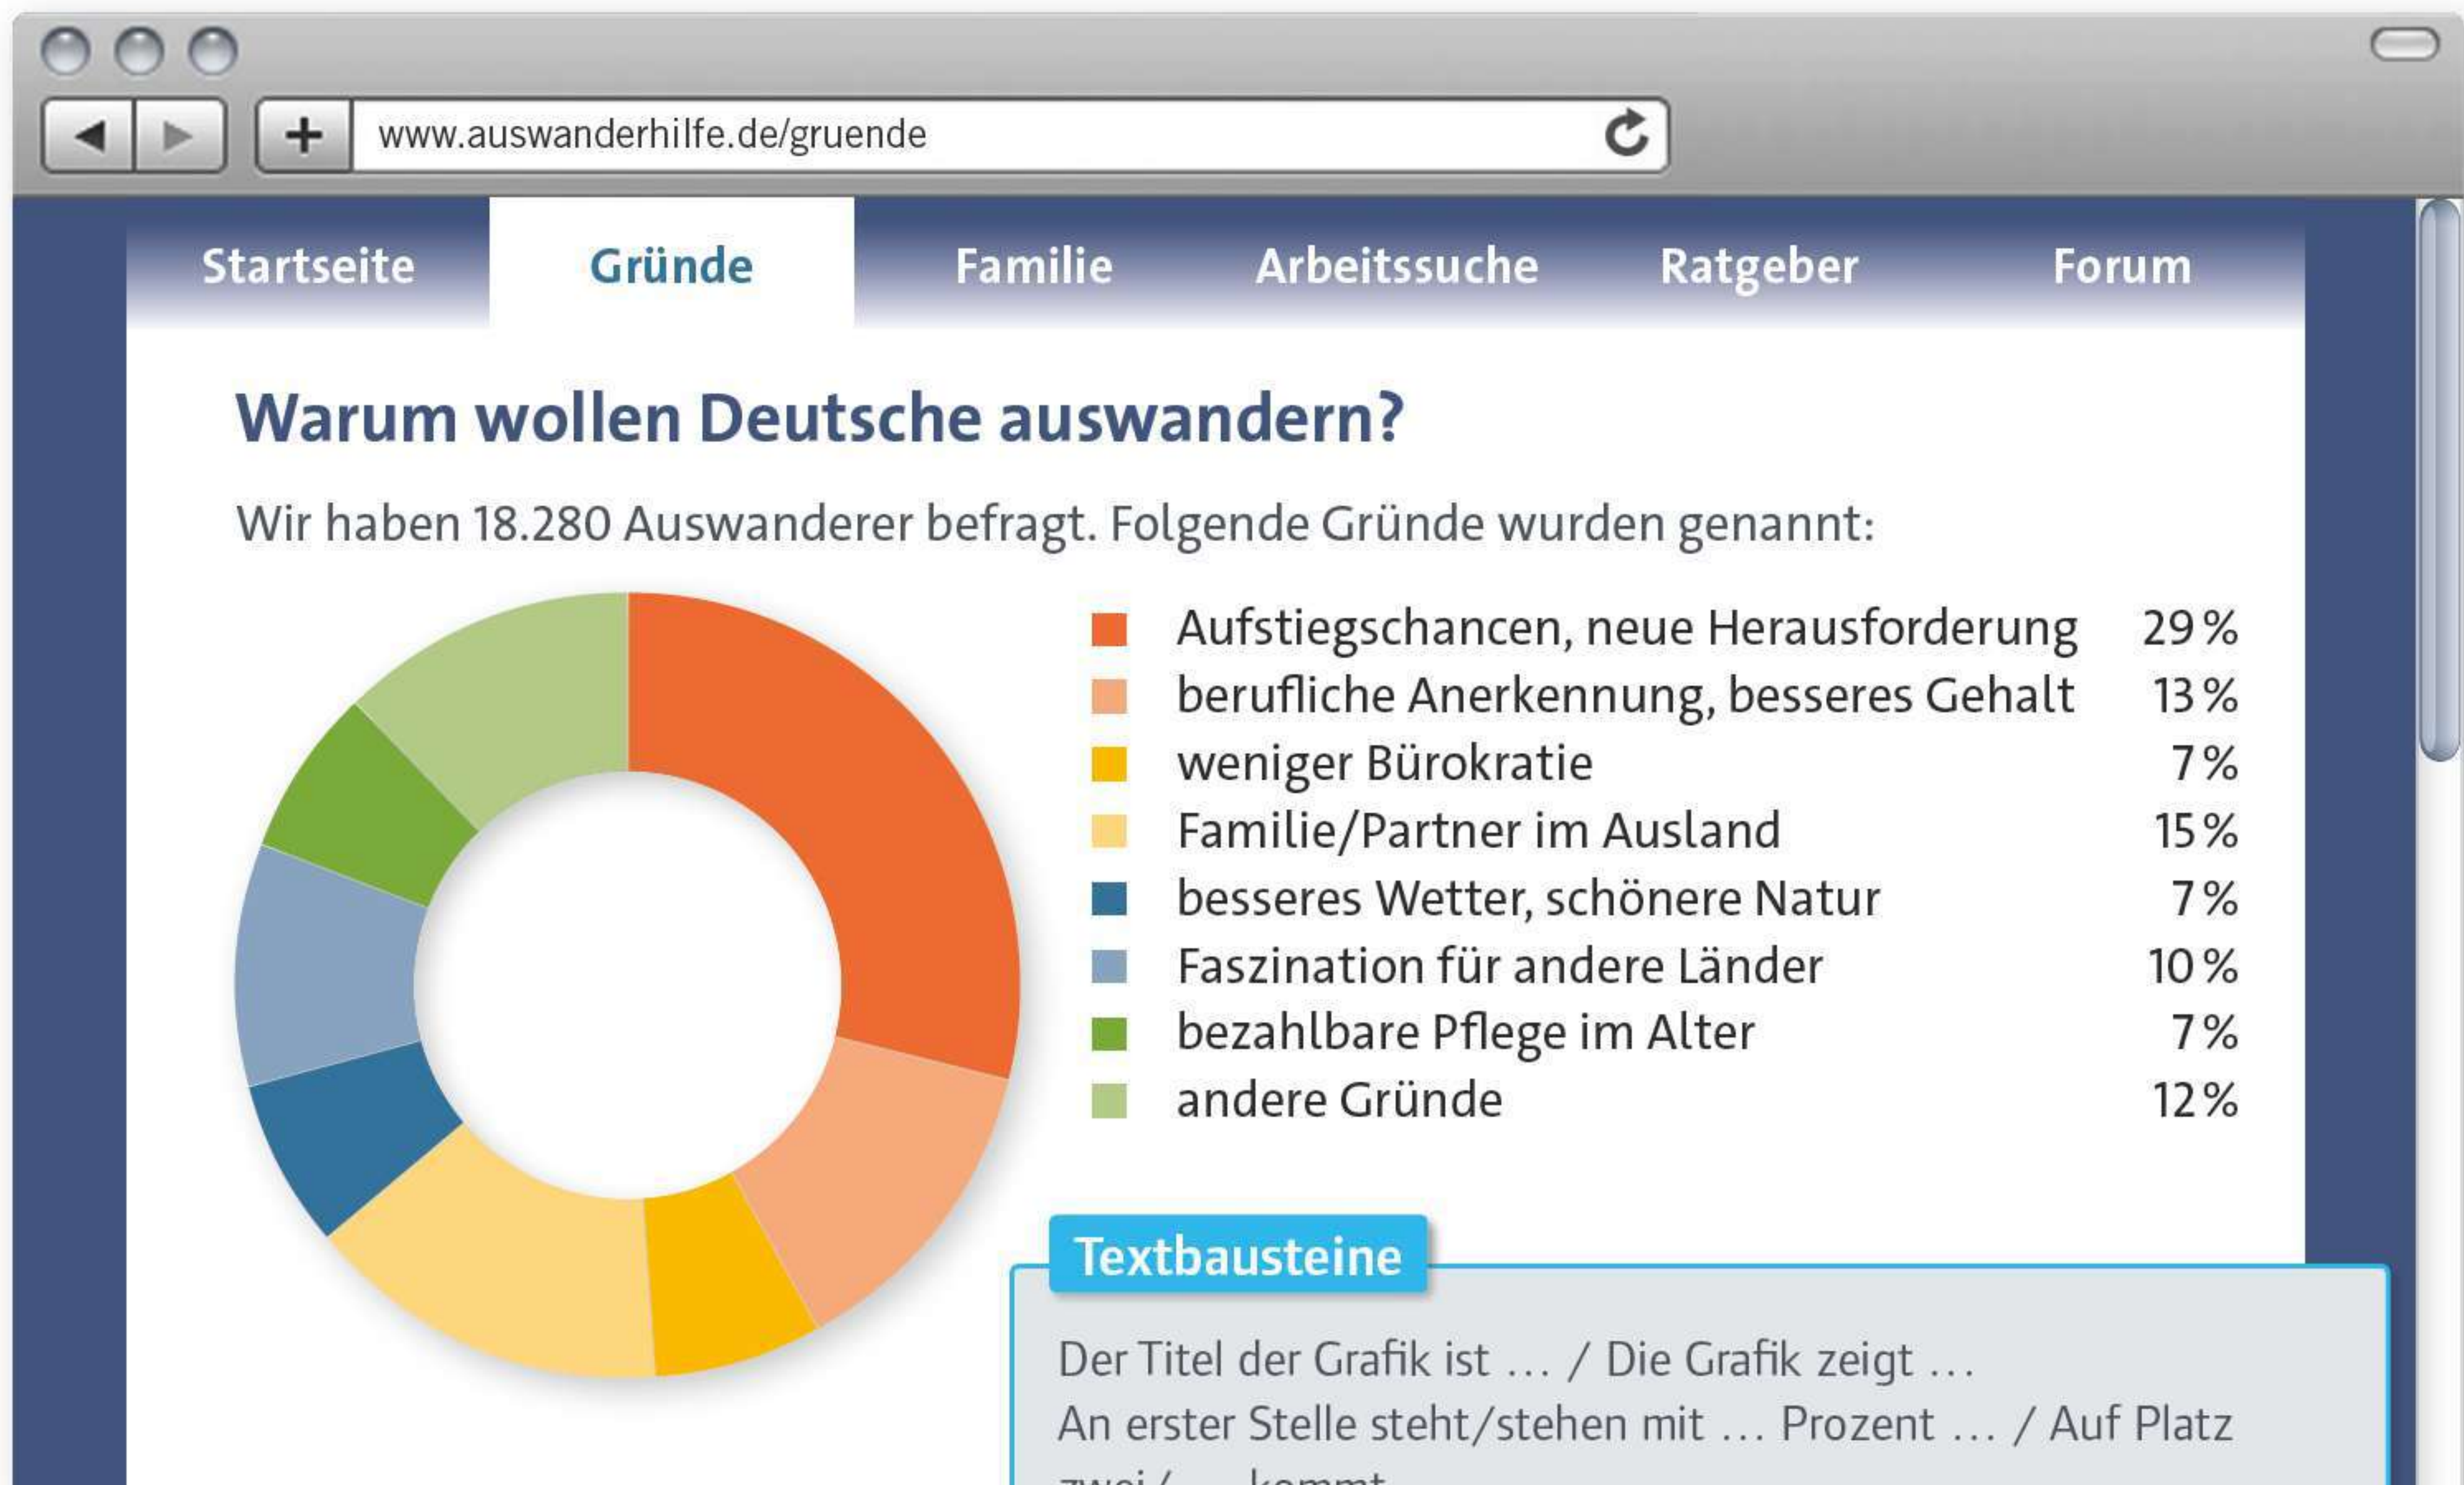 www.auswanderhilfe.de/gruende
Startseite Gründe Familie Arbeitssuche Ratgeber Forum
Warum wollen Deutsche auswandern?
Wir haben 18.280 Auswanderer befragt. Folgende Gründe wurden genannt:
Aufstiegschancen, neue Herausforderung 29 %
berufliche Anerkennung, besseres Gehalt 13 %
weniger Bürokratie 7 %
Familie/Partner im Ausland 15 %
besseres Wetter, schönere Natur 7 %
Faszination für andere Länder 10 %
bezahlbare Pflege im Alter 7 %
andere Gründe 12 %
Textbausteine
Der Titel der Grafik ist ... / Die Grafik zeigt ...
An erster Stelle steht/stehen mit ... Prozent ... / Auf Platz
zwei/ ... kommt